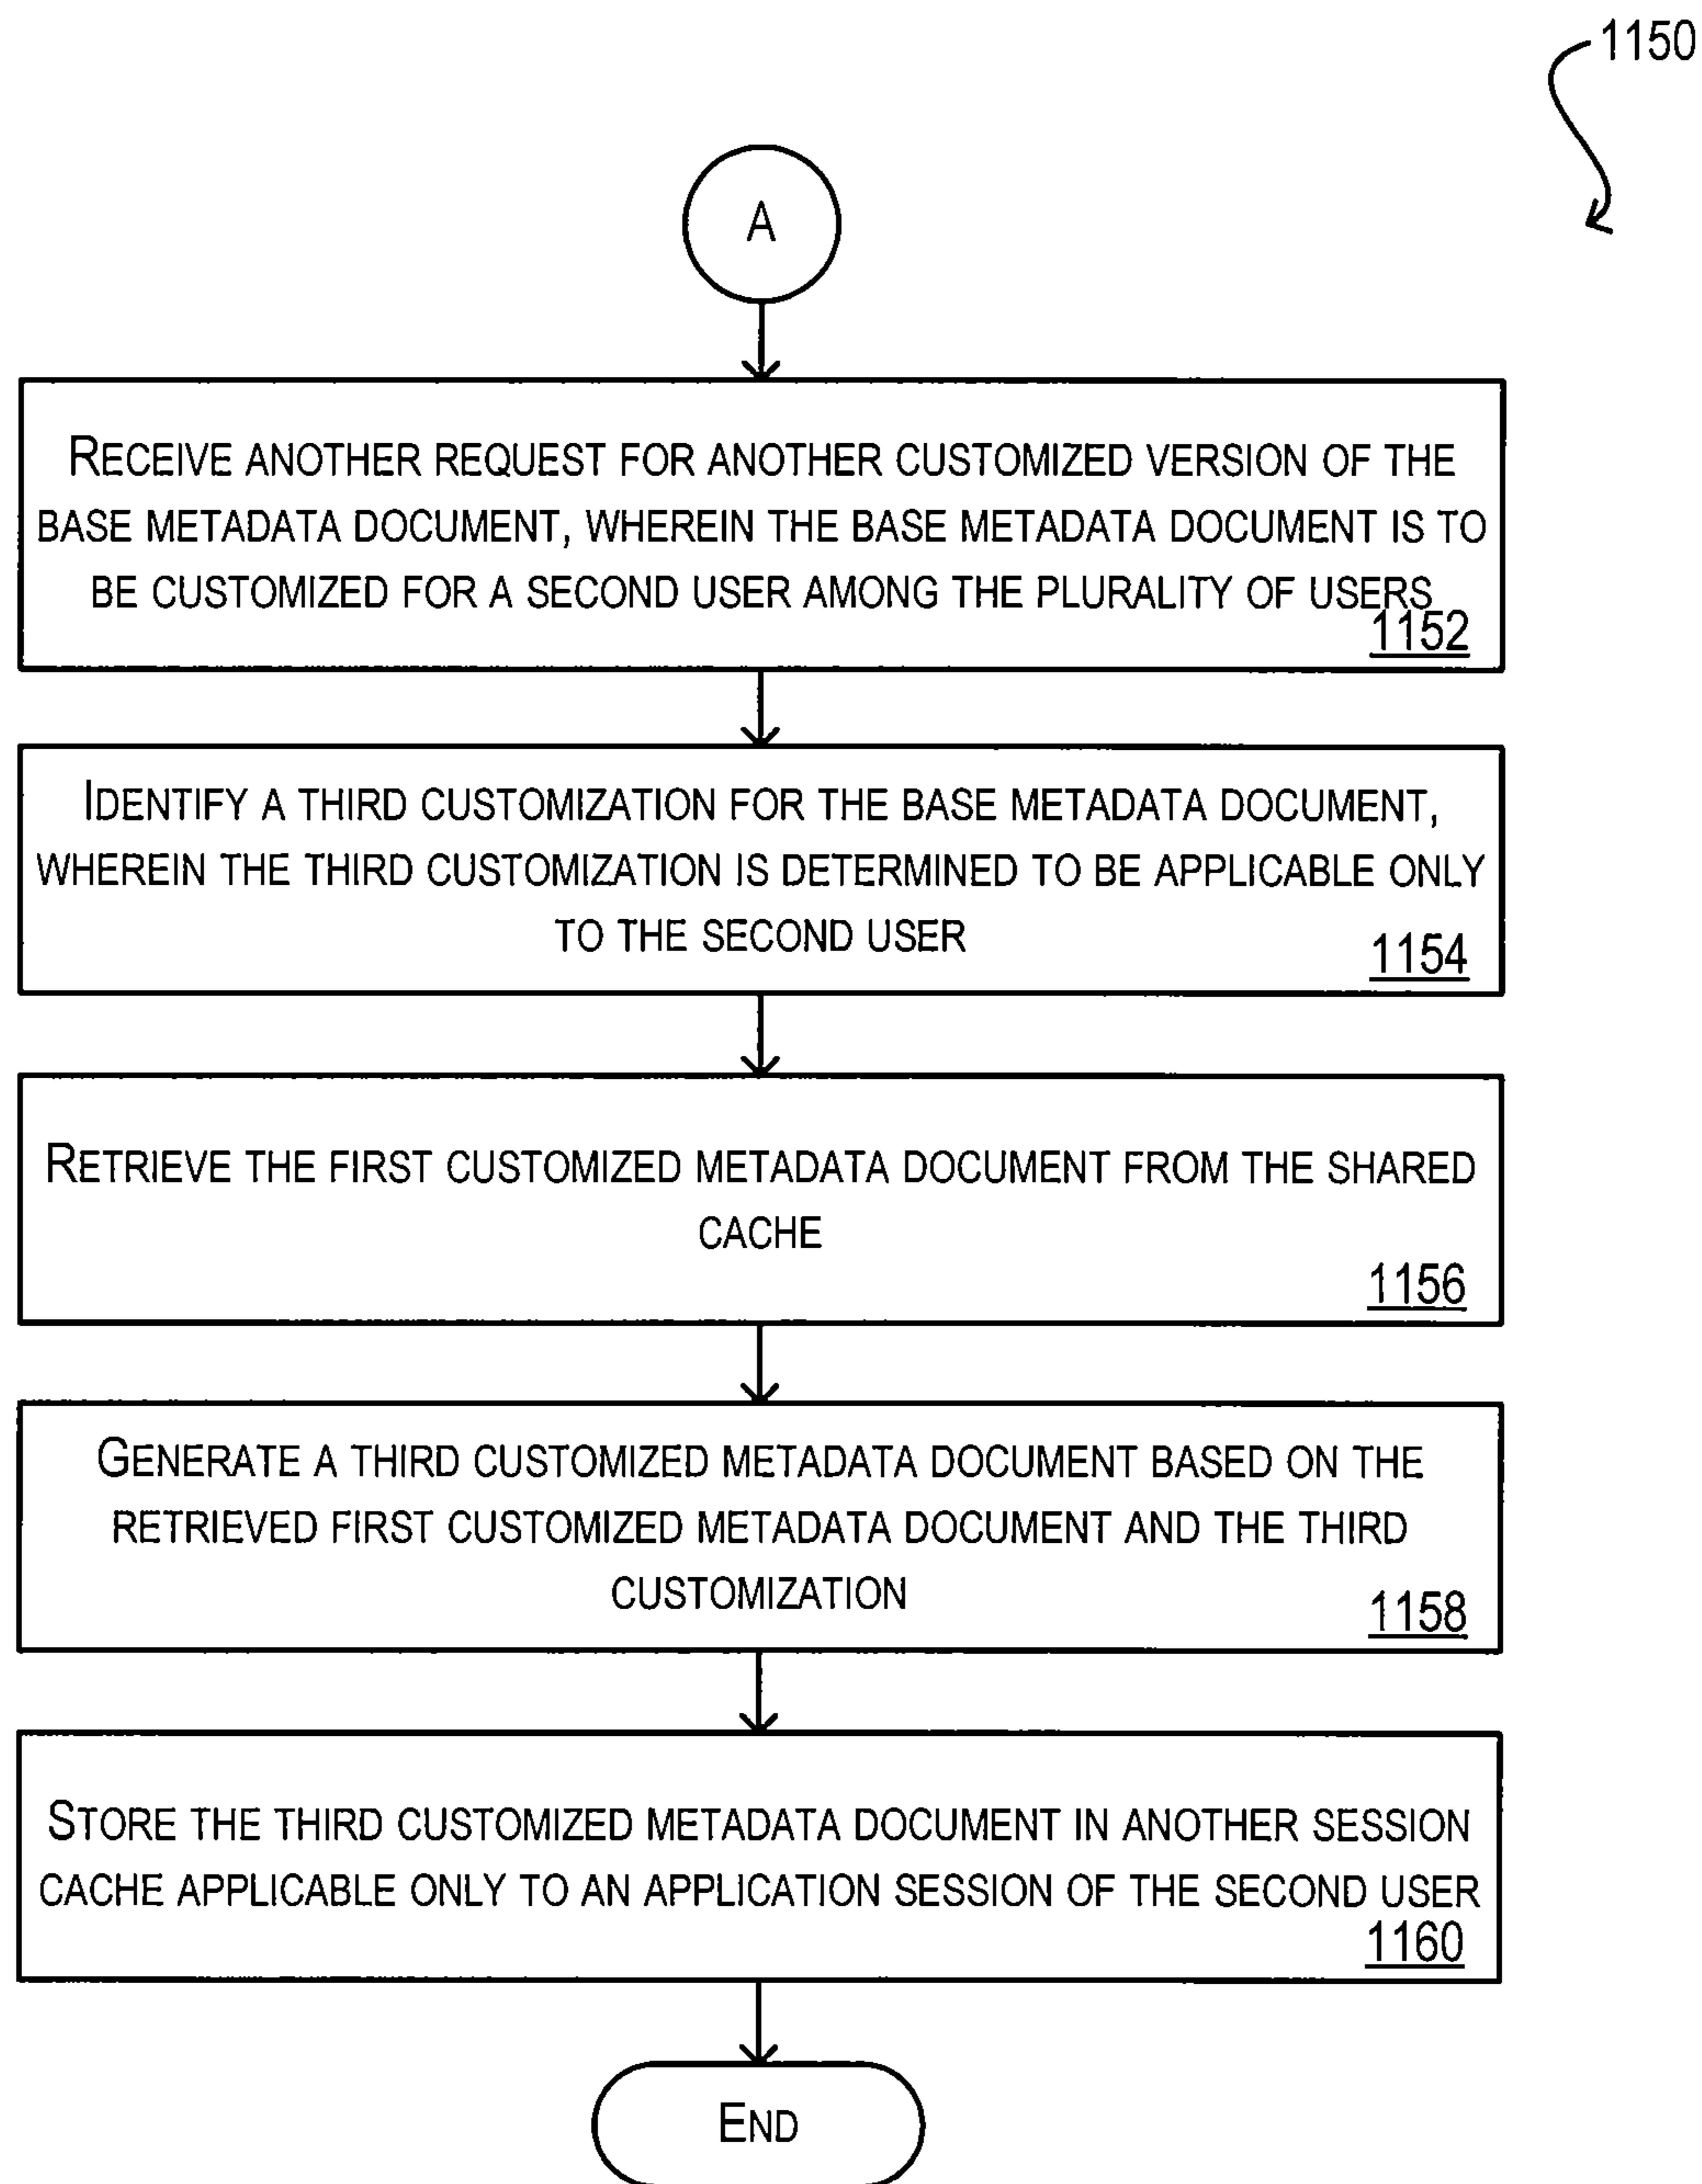 1150
A
RECEIVE ANOTHER REQUEST FOR ANOTHER CUSTOMIZED VERSION OF THE
BASE METADATA DOCUMENT, WHEREIN THE BASE METADATA DOCUMENT IS TO
BE CUSTOMIZED FOR A SECOND USER AMONG THE PLURALITY OF USERS
1152
IDENTIFY A THIRD CUSTOMIZATION FOR THE BASE METADATA DOCUMENT,
WHEREIN THE THIRD CUSTOMIZATION IS DETERMINED TO BE APPLICABLE ONLY
TO THE SECOND USER
1154
RETRIEVE THE FIRST CUSTOMIZED METADATA DOCUMENT FROM THE SHARED
CACHE
1156
GENERATE A THIRD CUSTOMIZED METADATA DOCUMENT BASED ON THE
RETRIEVED FIRST CUSTOMIZED METADATA DOCUMENT AND THE THIRD
CUSTOMIZATION
1158
STORE THE THIRD CUSTOMIZED METADATA DOCUMENT IN ANOTHER SESSION
CACHE APPLICABLE ONLY TO AN APPLICATION SESSION OF THE SECOND USER
1160
END